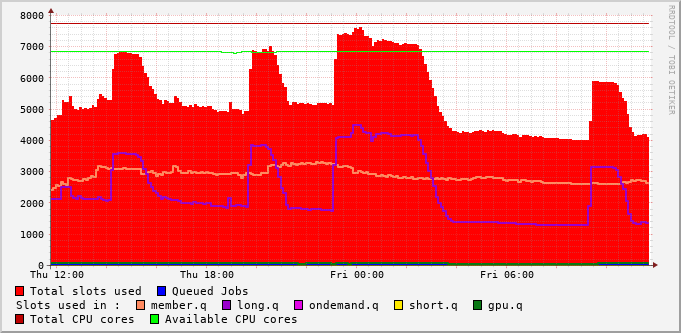 RRDTOOL / TOBI OETIKER
8000
7000
6000
5000
4000
3000
2000
1000
0
Thu 12:00 Thu 18:00 Fri 00:00 Fri 06:00
Total slots used Queued Jobs
Slots used in : member.q long.q ondemand.q short.q gpu.q
Total CPU cores Available CPU cores